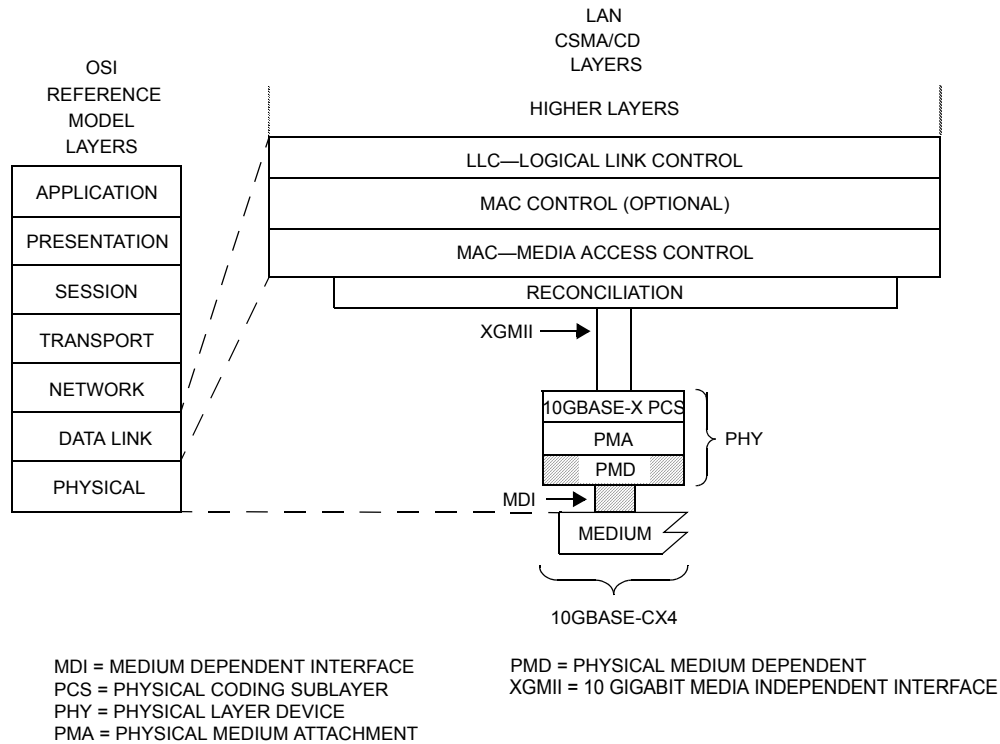 LAN
CSMA/CD
LAYERS
OSI
REFERENCE
MODEL
LAYERS
HIGHER LAYERS
LLC—LOGICAL LINK CONTROL
MAC CONTROL (OPTIONAL)
MAC—MEDIA ACCESS CONTROL
RECONCILIATION
APPLICATION
PRESENTATION
SESSION
TRANSPORT
NETWORK
DATA LINK
PHYSICAL
XGMII
10GBASE-X PCS
PMA
PMD
PHY
MDI
MEDIUM
10GBASE-CX4
MDI = MEDIUM DEPENDENT INTERFACE
PCS = PHYSICAL CODING SUBLAYER
PHY = PHYSICAL LAYER DEVICE
PMA = PHYSICAL MEDIUM ATTACHMENT
PMD = PHYSICAL MEDIUM DEPENDENT
XGMII = 10 GIGABIT MEDIA INDEPENDENT INTERFACE